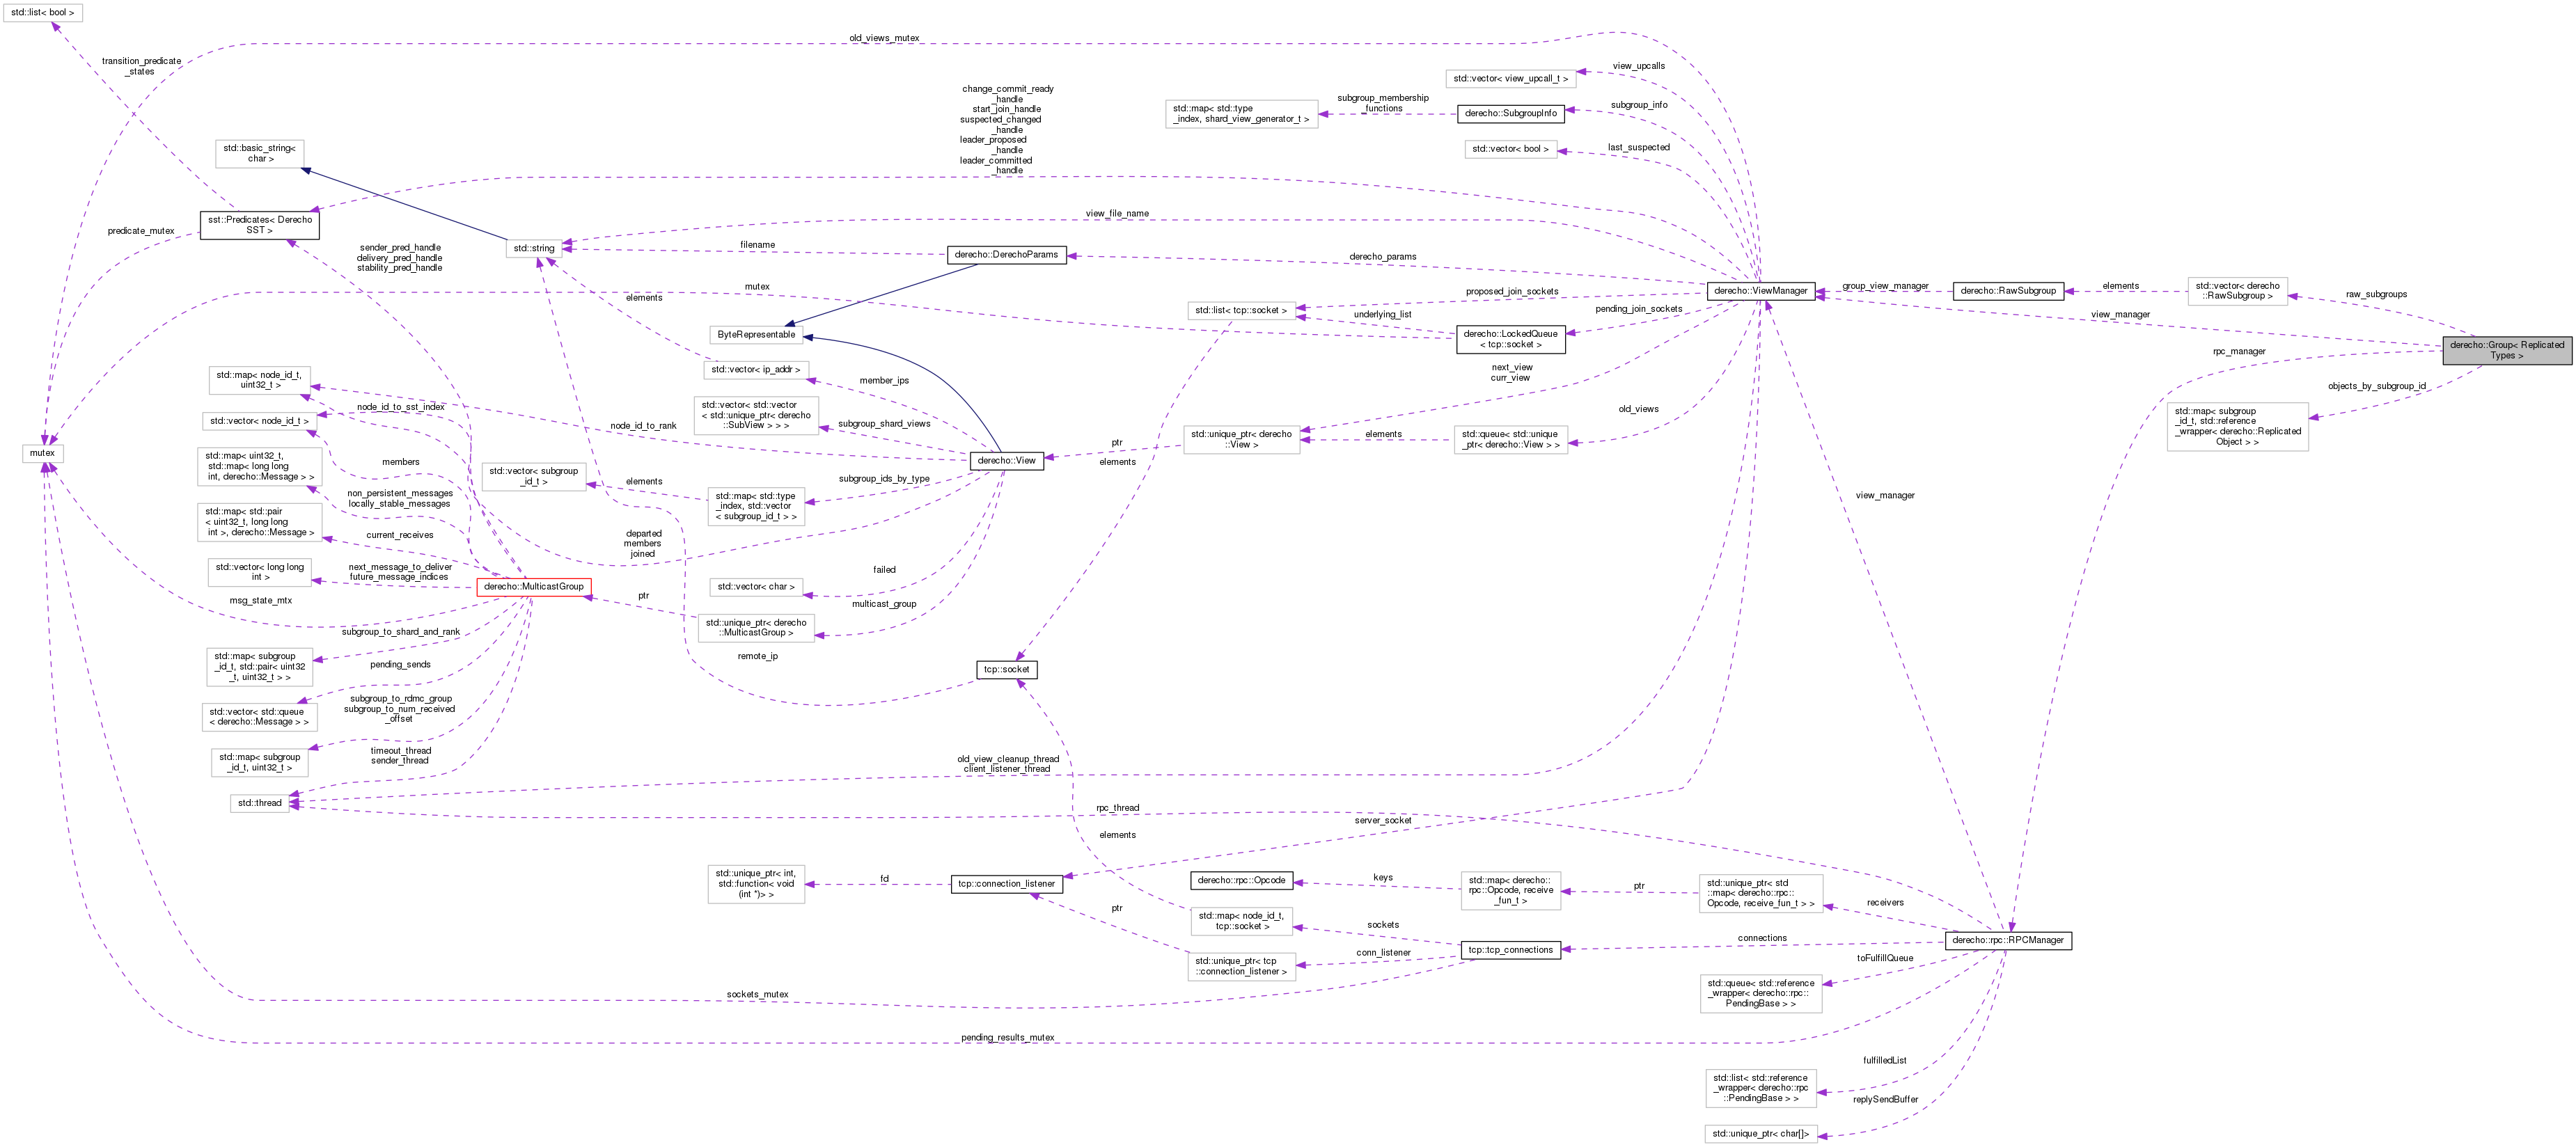 std::list< bool >
old_views_mutex
transition_predicate
_states
view_upcalls
std::vector< view_upcall_t >
change_commit_ready
_handle
start_join_handle
suspected_changed
_handle
leader_proposed
_handle
leader_committed
_handle
std::map< std::type
_index, shard_view_generator_t >
subgroup_membership
_functions
derecho::SubgroupInfo
subgroup_info
std::basic_string<
char >
std::vector< bool >
last_suspected
sst::Predicates< Derecho
SST >
predicate_mutex
view_file_name
sender_pred_handle
delivery_pred_handle
stability_pred_handle
std::string
filename
derecho::DerechoParams
derecho_params
mutex
elements
proposed_join_sockets
derecho::ViewManager
group_view_manager
derecho::RawSubgroup
elements
std::vector< derecho
::RawSubgroup >
raw_subgroups
view_manager
std::list< tcp::socket >
underlying_list
pending_join_sockets
derecho::LockedQueue
< tcp::socket >
ByteRepresentable
derecho::Group< Replicated
Types >
rpc_manager
objects_by_subgroup_id
std::map< node_id_t,
uint32_t >
std::vector< ip_addr >
member_ips
next_view
curr_view
node_id_to_sst_index
std::vector< node_id_t >
std::vector< std::vector
< std::unique_ptr< derecho
::SubView > > >
subgroup_shard_views
node_id_to_rank
old_views
std::map< subgroup
_id_t, std::reference
_wrapper< derecho::Replicated
Object > >
mutex
std::unique_ptr< derecho
::View >
elements
std::queue< std::unique
_ptr< derecho::View > >
ptr
derecho::View
elements
members
std::map< uint32_t,
std::map< long long
int, derecho::Message > >
std::vector< subgroup
_id_t >
elements
std::map< std::type
_index, std::vector
< subgroup_id_t > >
subgroup_ids_by_type
non_persistent_messages
locally_stable_messages
view_manager
std::map< std::pair
< uint32_t, long long
int >, derecho::Message >
current_receives
departed
members
joined
std::vector< long long
int >
next_message_to_deliver
future_message_indices
derecho::MulticastGroup
failed
std::vector< char >
ptr
multicast_group
msg_state_mtx
std::unique_ptr< derecho
::MulticastGroup >
subgroup_to_shard_and_rank
std::map< subgroup
_id_t, std::pair< uint32
_t, uint32_t > >
pending_sends
remote_ip
tcp::socket
std::vector< std::queue
< derecho::Message > >
subgroup_to_rdmc_group
subgroup_to_num_received
_offset
std::map< subgroup
_id_t, uint32_t >
timeout_thread
sender_thread
old_view_cleanup_thread
client_listener_thread
std::thread
rpc_thread
server_socket
elements
std::unique_ptr< int,
std::function< void
(int *)> >
fd
tcp::connection_listener
derecho::rpc::Opcode
keys
std::map< derecho::
rpc::Opcode, receive
_fun_t >
ptr
std::unique_ptr< std
::map< derecho::rpc::
Opcode, receive_fun_t > >
receivers
ptr
std::map< node_id_t,
tcp::socket >
sockets
tcp::tcp_connections
connections
derecho::rpc::RPCManager
std::unique_ptr< tcp
::connection_listener >
conn_listener
toFulfillQueue
std::queue< std::reference
_wrapper< derecho::rpc::
PendingBase > >
sockets_mutex
pending_results_mutex
fulfilledList
std::list< std::reference
_wrapper< derecho::rpc
::PendingBase > >
replySendBuffer
std::unique_ptr< char[]>